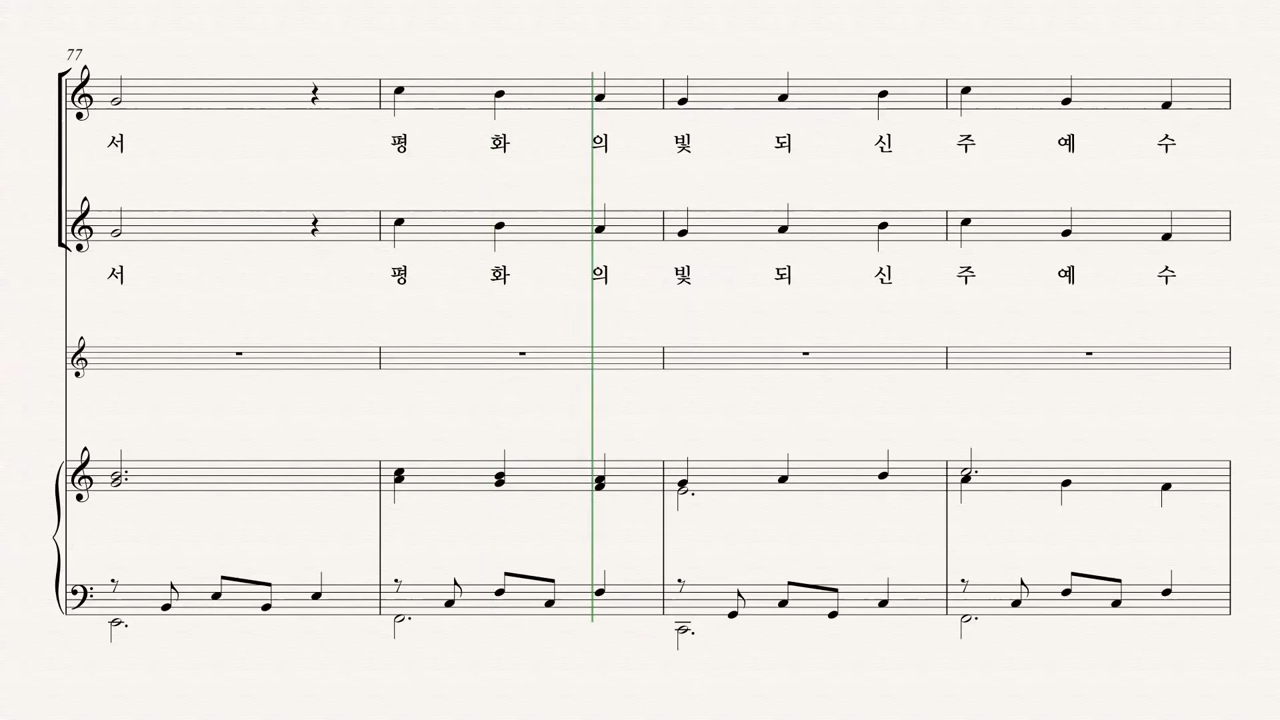 77
서 평 화 의 빛 되 신 주 예 수
서 평 화 의 빛 되 신 주 예 수